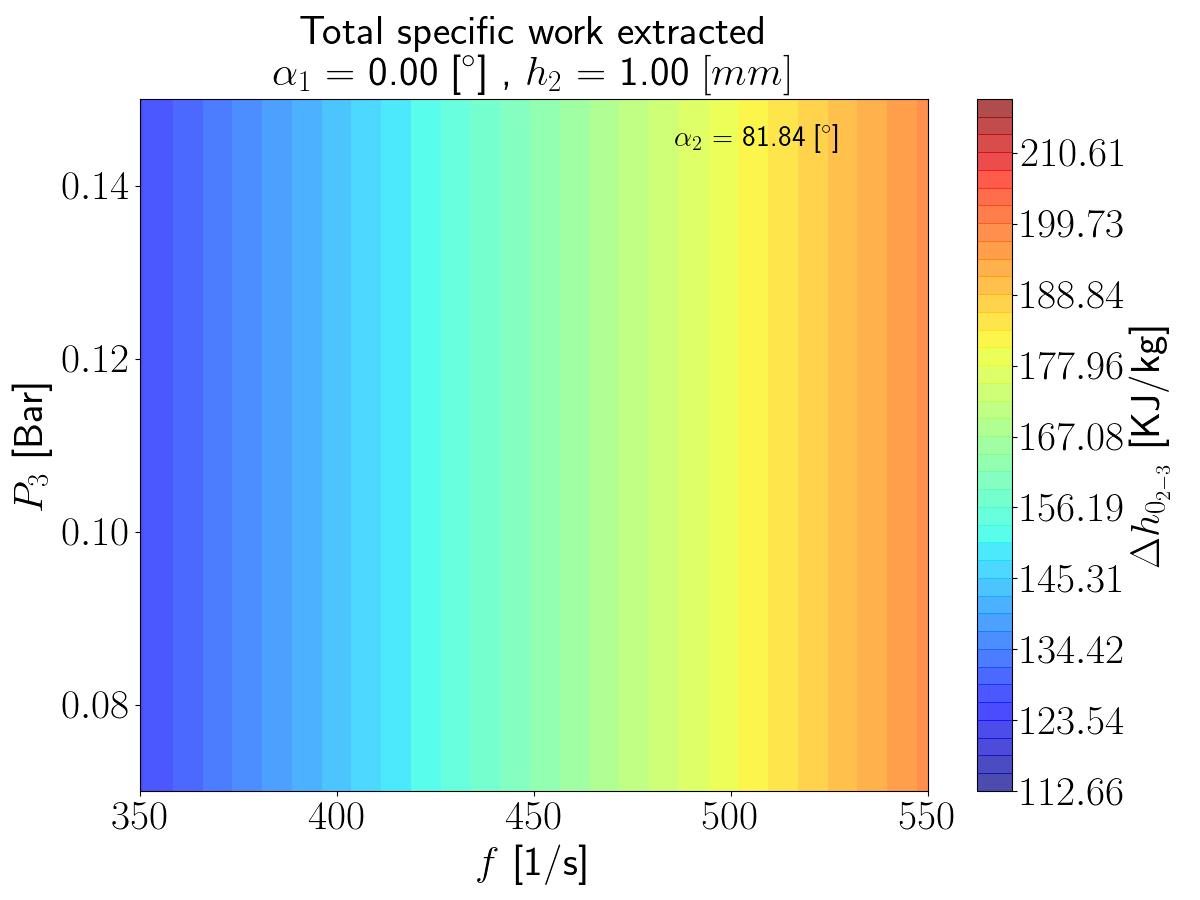 Total specific work extracted
α₁ = 0.00 [°] , h₂ = 1.00 [mm]
α₂ = 81.84 [°]
P₃ [Bar]
0.14
0.12
0.10
0.08
350 400 450 500 550
f [1/s]
210.61
199.73
188.84
177.96
167.08
156.19
145.31
134.42
123.54
112.66
Δh₀₂₋₃ [KJ/kg]